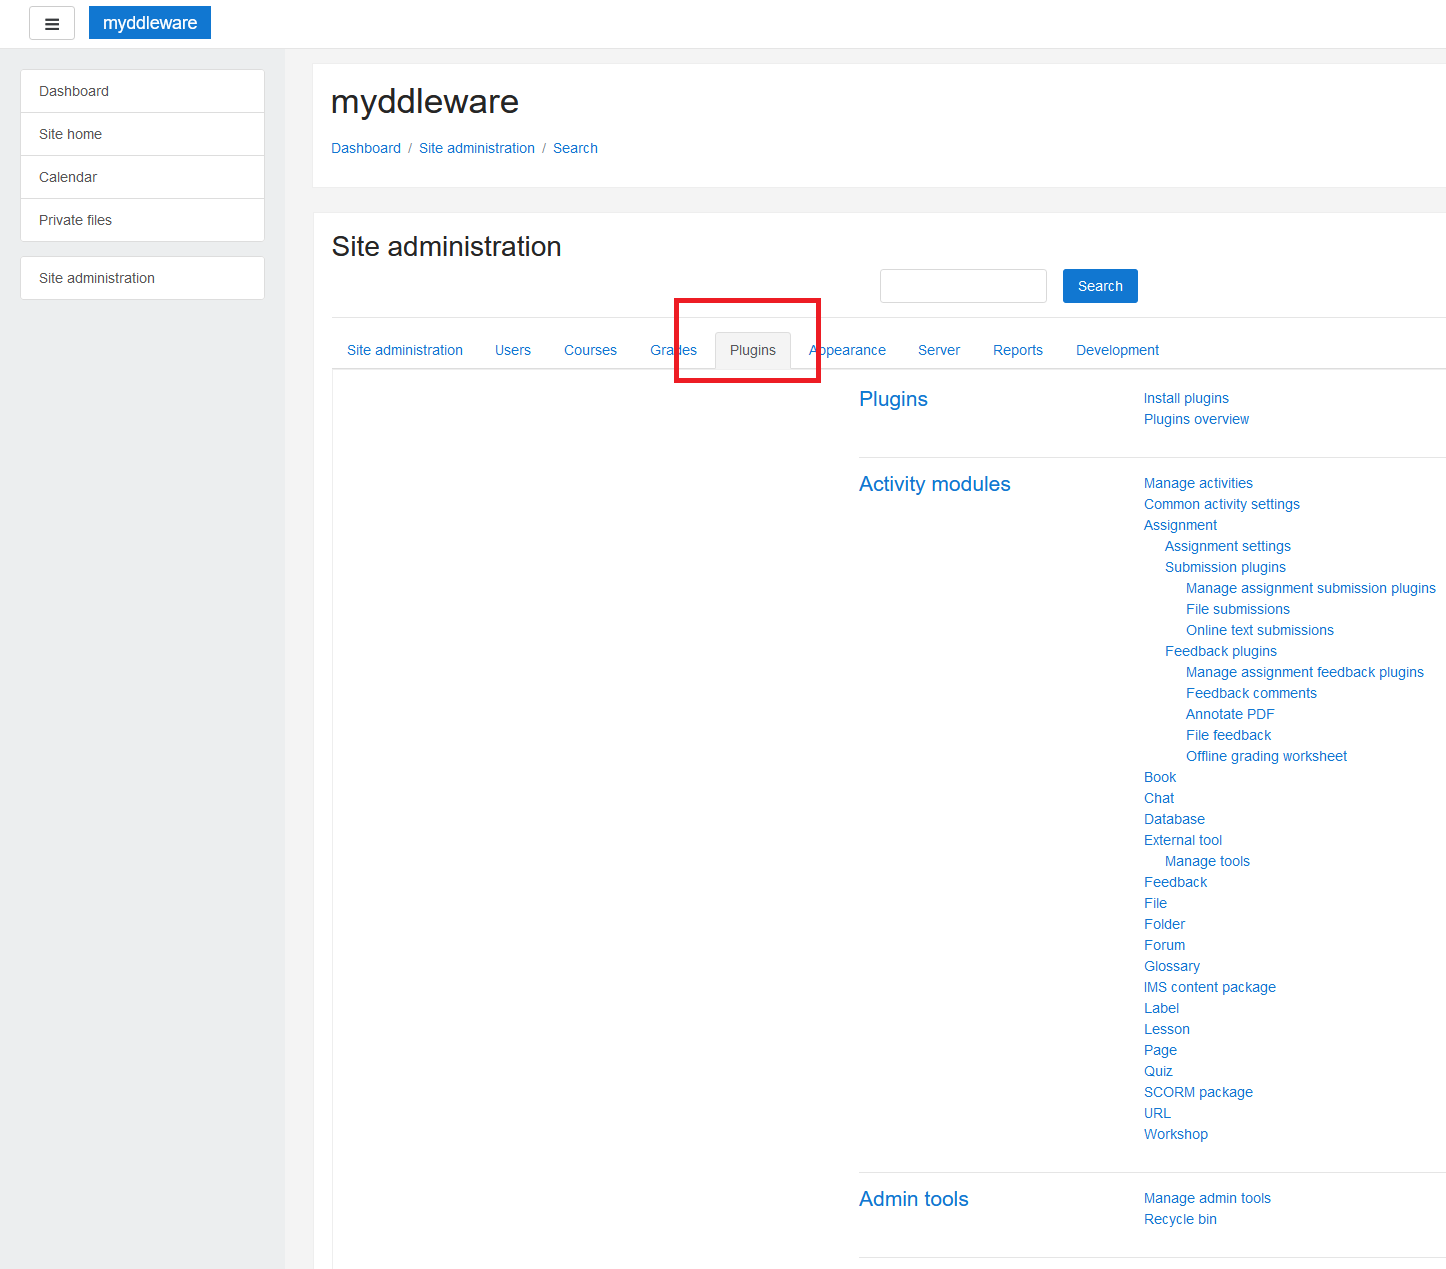 myddleware
Dashboard
Site home
Calendar
Private files
Site administration
myddleware
Dashboard / Site administration / Search
Site administration
Search
Site administration Users Courses Grades Plugins Appearance Server Reports Development
Plugins
Install plugins
Plugins overview
Activity modules
Manage activities
Common activity settings
Assignment
Assignment settings
Submission plugins
Manage assignment submission plugins
File submissions
Online text submissions
Feedback plugins
Manage assignment feedback plugins
Feedback comments
Annotate PDF
File feedback
Offline grading worksheet
Book
Chat
Database
External tool
Manage tools
Feedback
File
Folder
Forum
Glossary
IMS content package
Label
Lesson
Page
Quiz
SCORM package
URL
Workshop
Admin tools
Manage admin tools
Recycle bin